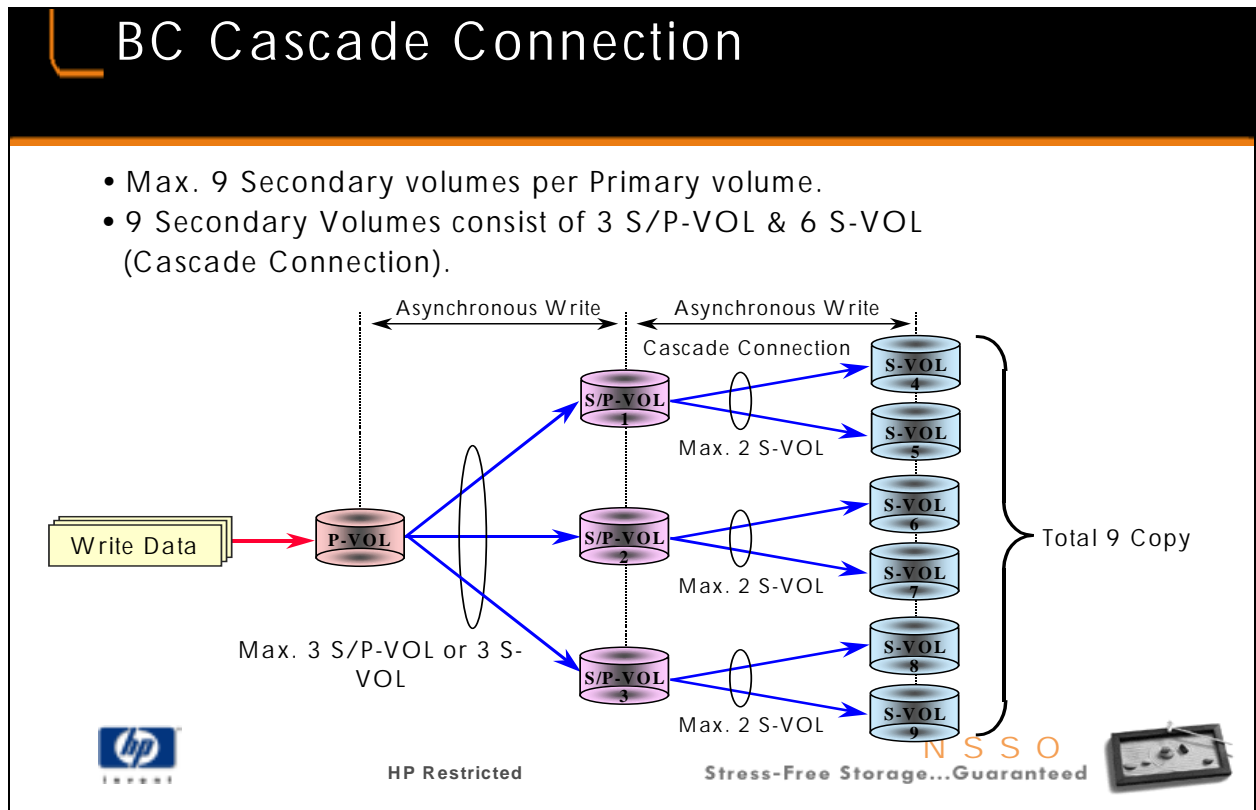 BC Cascade Connection
• Max. 9 Secondary volumes per Primary volume.
• 9 Secondary Volumes consist of 3 S/P-VOL & 6 S-VOL
(Cascade Connection).
Asynchronous Write
Asynchronous Write
Cascade Connection
S-VOL
4
S/P-VOL
1
S-VOL
5
Max. 2 S-VOL
S-VOL
6
Write Data
P-VOL
S/P-VOL
2
Total 9 Copy
S-VOL
7
Max. 2 S-VOL
Max. 3 S/P-VOL or 3 S-
VOL
S-VOL
8
S/P-VOL
3
S-VOL
9
Max. 2 S-VOL
hp
invent
HP Restricted
NSSO
Stress-Free Storage...Guaranteed